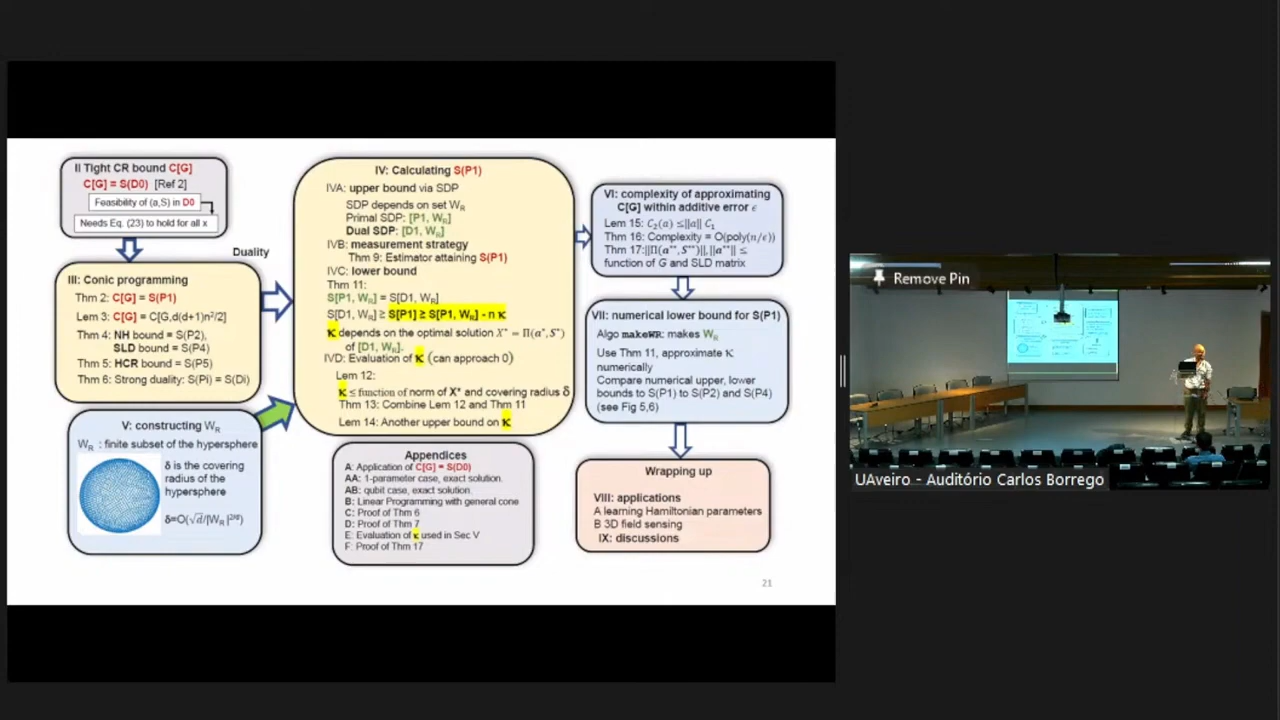 II Tight CR bound C[G]
C[G] = S(D0) [Ref 2]
Feasibility of (a,S) in D0
Needs Eq. (23) to hold for all x
Duality
III: Conic programming
Thm 2: C[G] = S(P1)
Lem 3: C[G] = C[G,d(d+1)n²/2]
Thm 4: NH bound = S(P2),
SLD bound = S(P4)
Thm 5: HCR bound = S(P5)
Thm 6: Strong duality: S(Pi) = S(Di)
V: constructing W_R
W_R : finite subset of the hypersphere
δ is the covering
radius of the
hypersphere
IV: Calculating S(P1)
IVA: upper bound via SDP
SDP depends on set W_R
Primal SDP: [P1, W_R]
Dual SDP: [D1, W_R]
IVB: measurement strategy
Thm 9: Estimator attaining S(P1)
IVC: lower bound
Thm 11:
S[P1, W_R] = S[D1, W_R]
S[D1, W_R] ≥ S[P1] ≥ S[P1, W_R] - n κ
κ depends on the optimal solution X* = Π(a*, S*)
of [D1, W_R].
IVD: Evaluation of κ (can approach 0)
Lem 12:
κ ≤ function of norm of X* and covering radius δ
Thm 13: Combine Lem 12 and Thm 11
Lem 14: Another upper bound on κ
Appendices
A: Application of C[G] = S(D0)
AA: 1-parameter case, exact solution.
AB: qubit case, exact solution.
B: Linear Programming with general cone
C: Proof of Thm 6
D: Proof of Thm 7
E: Evaluation of κ used in Sec V
F: Proof of Thm 17
VI: complexity of approximating
C[G] within additive error ϵ
Lem 15: C₂(a) ≤||a|| C₁
Thm 16: Complexity = O(poly(n/ϵ))
Thm 17:||Π(a**, S**)||, ||a**|| ≤
function of G and SLD matrix
VII: numerical lower bound for S(P1)
Algo makeWR: makes W_R
Use Thm 11, approximate κ
numerically
Compare numerical upper, lower
bounds to S(P1) to S(P2) and S(P4)
(see Fig 5,6)
Wrapping up
VIII: applications
A learning Hamiltonian parameters
B 3D field sensing
IX: discussions
21
Remove Pin
UAveiro - Auditório Carlos Borrego